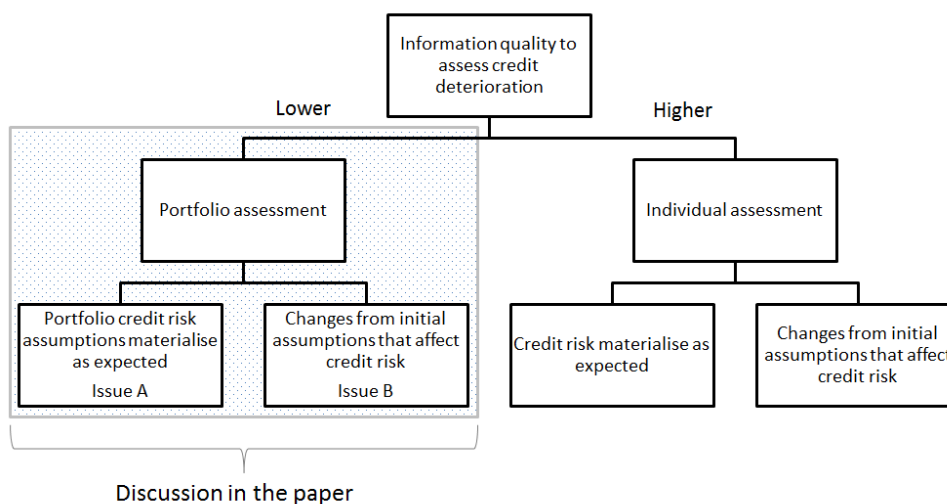 Information quality to
assess credit
deterioration
Lower
Higher
Portfolio assessment
Individual assessment
Portfolio credit risk
assumptions materialise
as expected
Issue A
Changes from initial
assumptions that affect
credit risk
Issue B
Credit risk materialise as
expected
Changes from initial
assumptions that affect
credit risk
Discussion in the paper